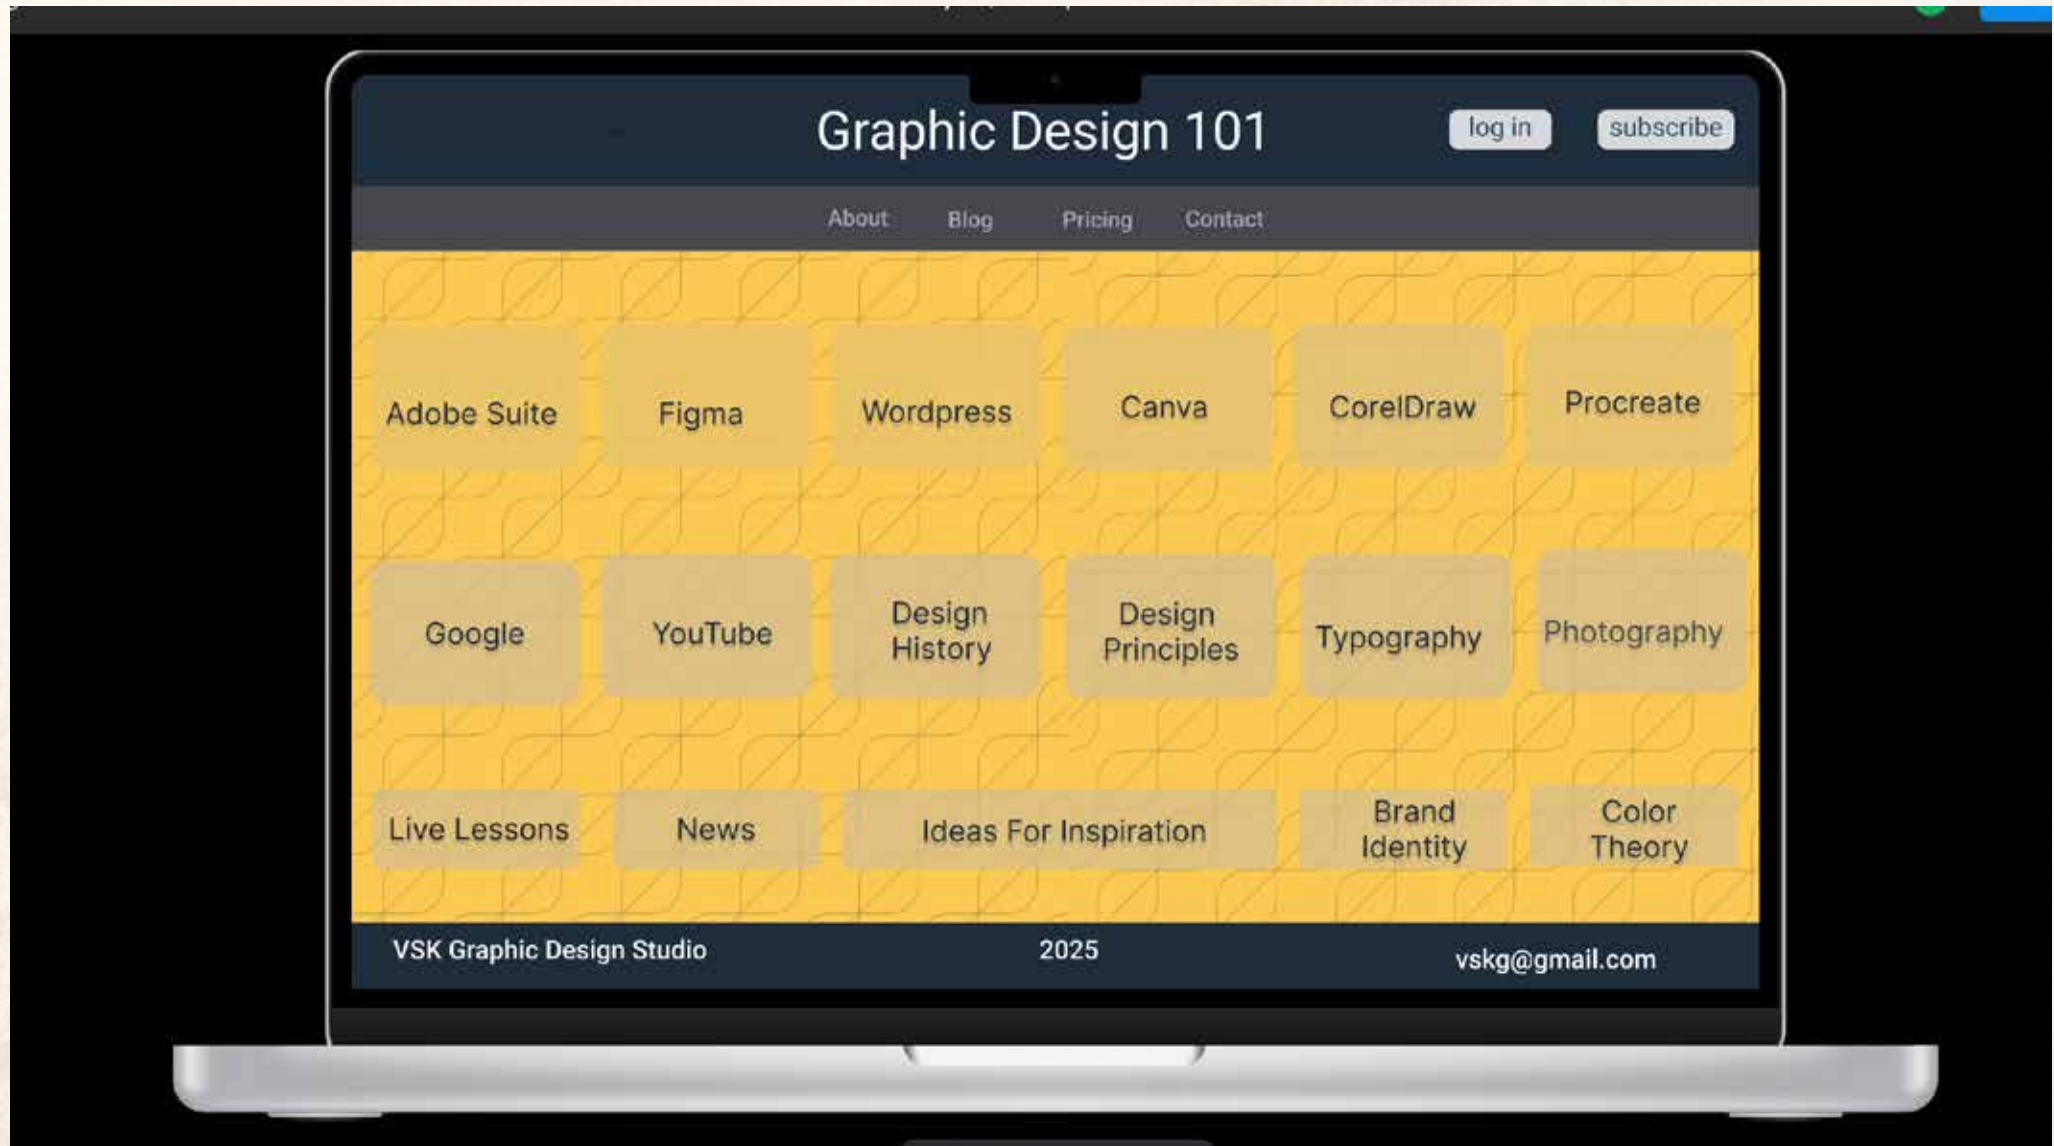 Graphic Design 101
log in
subscribe
About
Blog
Pricing
Contact
Adobe Suite
Figma
Wordpress
Canva
CorelDraw
Procreate
Google
YouTube
Design
History
Design
Principles
Typography
Photography
Live Lessons
News
Ideas For Inspiration
Brand
Identity
Color
Theory
VSK Graphic Design Studio
2025
vskg@gmail.com